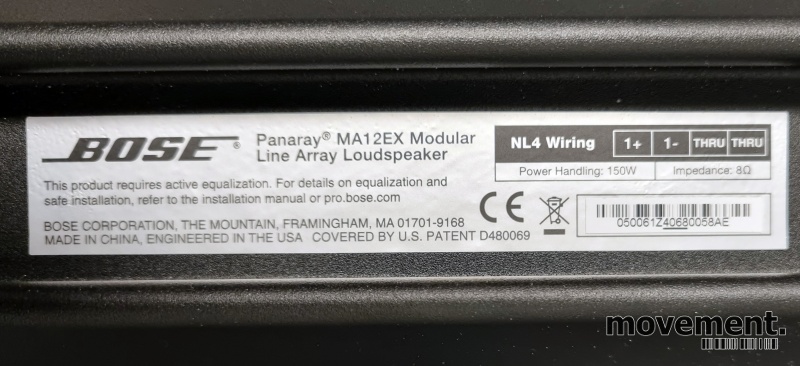 BOSE®
Panaray® MA12EX Modular
Line Array Loudspeaker
This product requires active equalization. For details on equalization and
safe installation, refer to the installation manual or pro.bose.com
BOSE CORPORATION, THE MOUNTAIN, FRAMINGHAM, MA 01701-9168
MADE IN CHINA, ENGINEERED IN THE USA COVERED BY U.S. PATENT D480069
CE
NL4 Wiring 1+ 1- THRU THRU
Power Handling: 150W Impedance: 8Ω
050061Z40680058AE
movement.